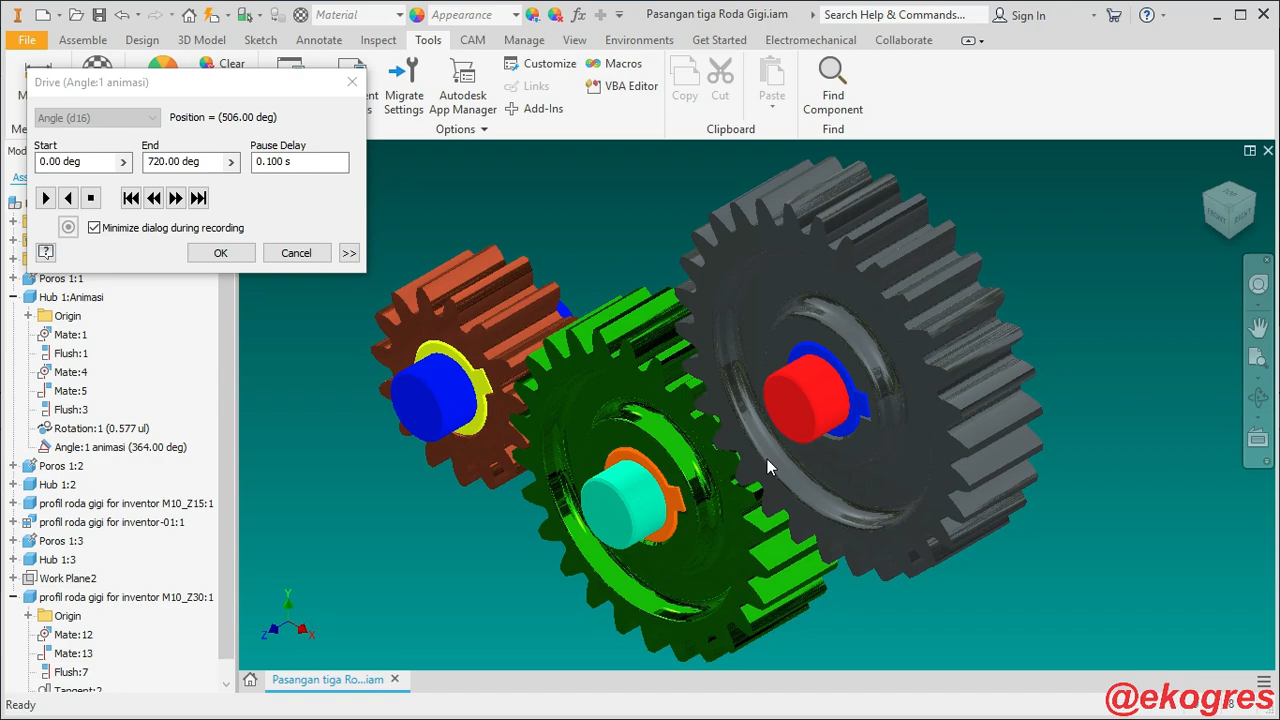 Material
Appearance
Pasangan tiga Roda Gigi.iam
Search Help & Commands...
Sign In
File
Assemble
Design
3D Model
Sketch
Annotate
Inspect
Tools
CAM
Manage
View
Environments
Get Started
Electromechanical
Collaborate
Clear
Migrate
Settings
Autodesk
App Manager
Customize
Links
Add-Ins
Macros
VBA Editor
Copy
Cut
Paste
Find
Component
Options
Clipboard
Find
Drive (Angle:1 animasi)
Angle (d16)
Position = (506.00 deg)
Start
End
Pause Delay
0.00 deg
720.00 deg
0.100 s
Minimize dialog during recording
OK
Cancel
>>
Poros 1:1
Hub 1:Animasi
Origin
Mate:1
Flush:1
Mate:4
Mate:5
Flush:3
Rotation:1 (0.577 ul)
Angle:1 animasi (364.00 deg)
Poros 1:2
Hub 1:2
profil roda gigi for inventor M10_Z15:1
profil roda gigi for inventor-01:1
Poros 1:3
Hub 1:3
Work Plane2
profil roda gigi for inventor M10_Z30:1
Origin
Mate:12
Mate:13
Flush:7
Tangent:2
FRONT
RIGHT
Y
Z
X
Pasangan tiga Ro...iam
Ready
@ekogres